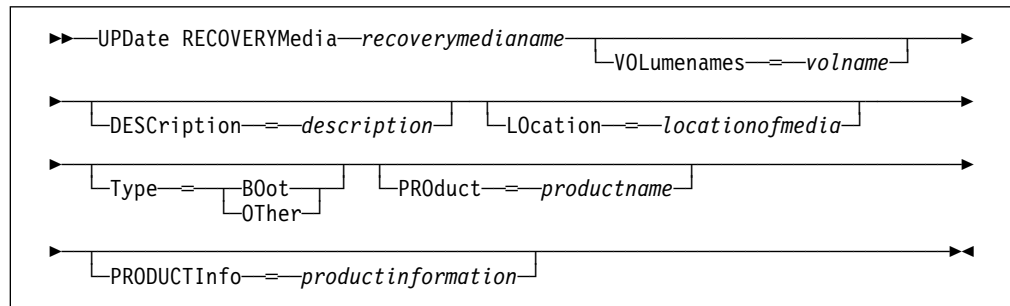 UPDate RECOVERYMedia recoverymedianame
VOLumenames = volname
DESCription = description LOcation = locationofmedia
Type = BOot PROduct = productname
OTher
PRODUCTInfo = productinformation